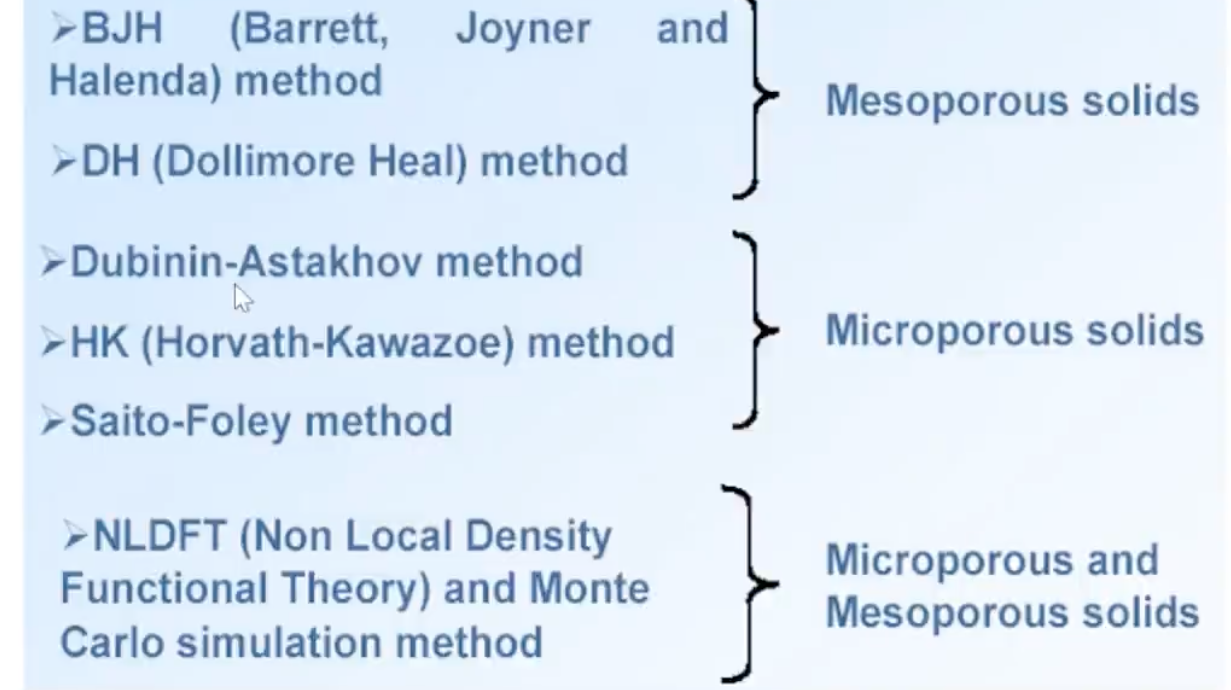 ➢BJH (Barrett, Joyner and
Halenda) method
Mesoporous solids
➢DH (Dollimore Heal) method
➢Dubinin-Astakhov method
➢HK (Horvath-Kawazoe) method
Microporous solids
➢Saito-Foley method
➢NLDFT (Non Local Density
Functional Theory) and Monte
Carlo simulation method
Microporous and
Mesoporous solids